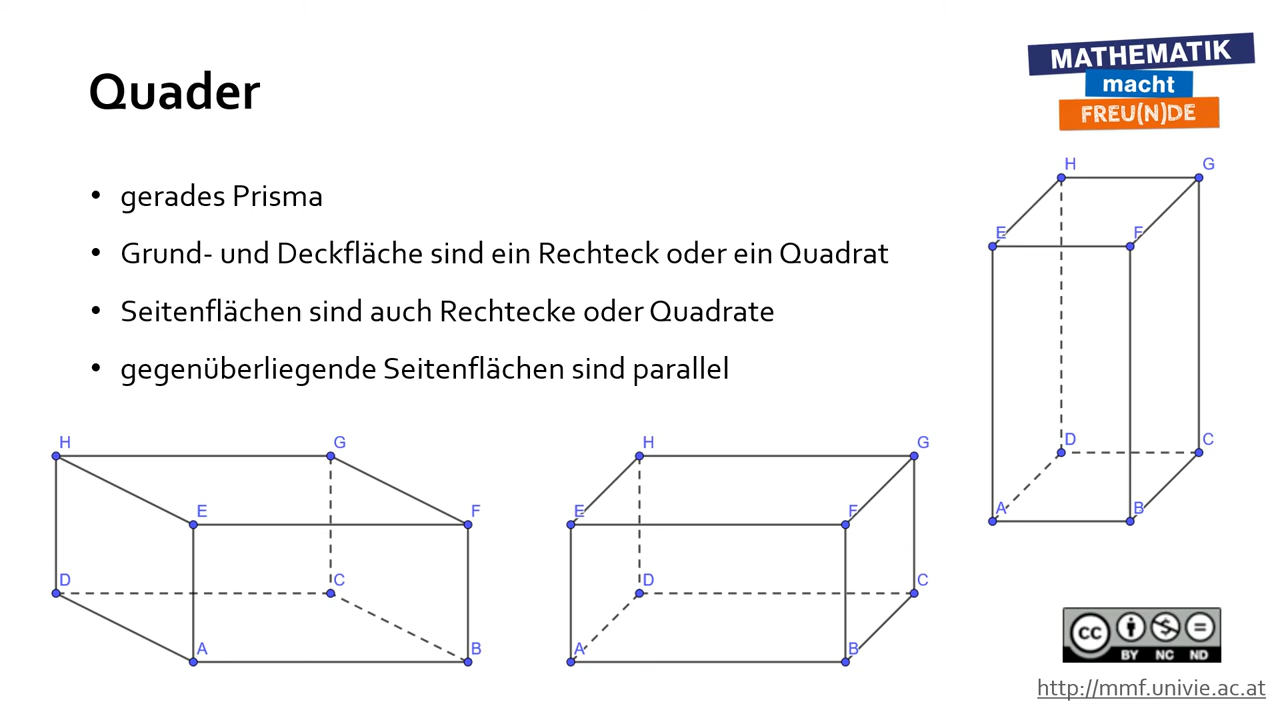 Quader
MATHEMATIK
macht
FREU(N)DE
• gerades Prisma
• Grund- und Deckfläche sind ein Rechteck oder ein Quadrat
• Seitenflächen sind auch Rechtecke oder Quadrate
• gegenüberliegende Seitenflächen sind parallel
H G
E F
D C
A B
H G
E F
D C
A B
H G
E F
D C
A B
cc
BY NC ND
http://mmf.univie.ac.at